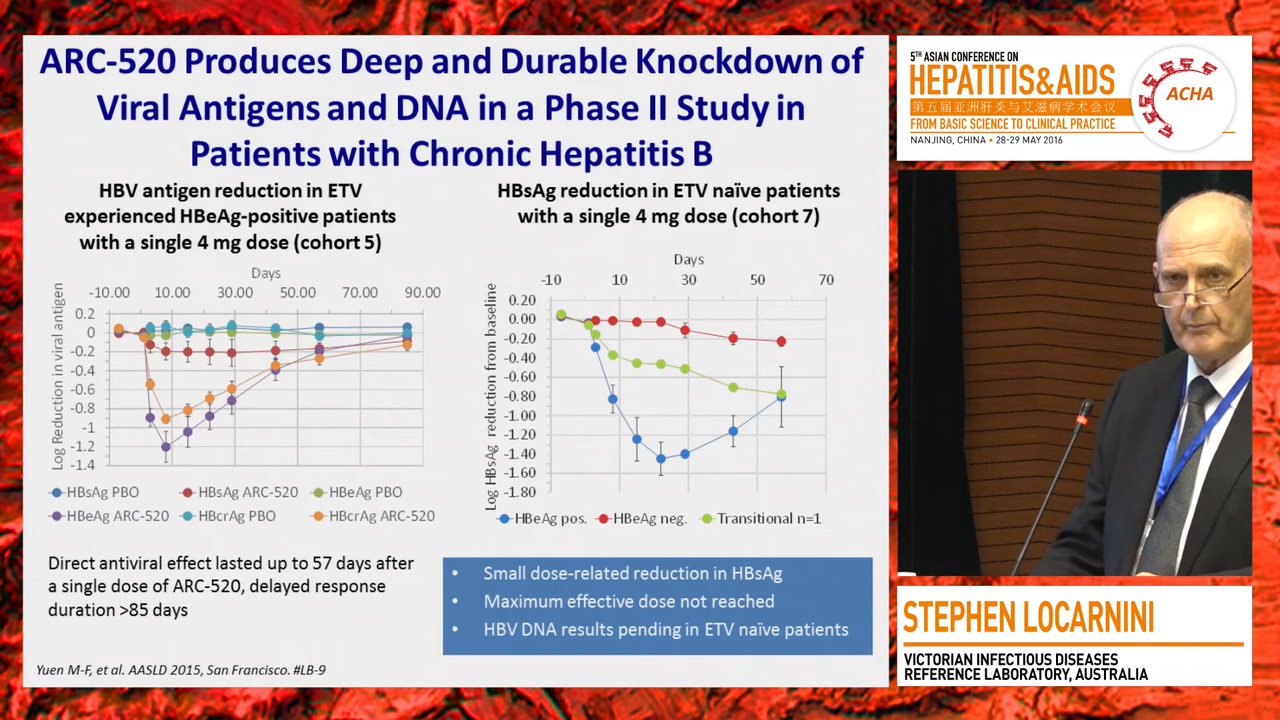 ARC-520 Produces Deep and Durable Knockdown of
Viral Antigens and DNA in a Phase II Study in
Patients with Chronic Hepatitis B
HBV antigen reduction in ETV
experienced HBeAg-positive patients
with a single 4 mg dose (cohort 5)
Days
-10.00 10.00 30.00 50.00 70.00 90.00
Log Reduction in viral antigen
0.2
0
-0.2
-0.4
-0.6
-0.8
-1
-1.2
-1.4
HBsAg PBO HBsAg ARC-520 HBeAg PBO
HBeAg ARC-520 HBcrAg PBO HBcrAg ARC-520
Direct antiviral effect lasted up to 57 days after
a single dose of ARC-520, delayed response
duration >85 days
HBsAg reduction in ETV naïve patients
with a single 4 mg dose (cohort 7)
Days
-10 10 30 50 70
Log HBsAg reduction from baseline
0.20
0.00
-0.20
-0.40
-0.60
-0.80
-1.00
-1.20
-1.40
-1.60
-1.80
HBeAg pos. HBeAg neg. Transitional n=1
• Small dose-related reduction in HBsAg
• Maximum effective dose not reached
• HBV DNA results pending in ETV naïve patients
Yuen M-F, et al. AASLD 2015, San Francisco. #LB-9
5TH ASIAN CONFERENCE ON
HEPATITIS&AIDS
第五届亚洲肝炎与艾滋病学术会议
FROM BASIC SCIENCE TO CLINICAL PRACTICE
NANJING, CHINA • 28-29 MAY 2016
ACHA
STEPHEN LOCARNINI
VICTORIAN INFECTIOUS DISEASES
REFERENCE LABORATORY, AUSTRALIA